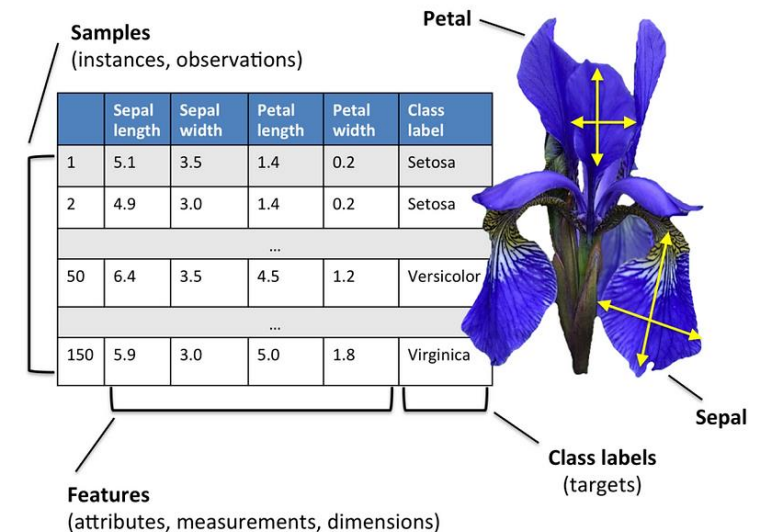 Samples
(instances, observations)
Petal
Sepal length Sepal width Petal length Petal width Class label
1 5.1 3.5 1.4 0.2 Setosa
2 4.9 3.0 1.4 0.2 Setosa
...
50 6.4 3.5 4.5 1.2 Versicolor
...
150 5.9 3.0 5.0 1.8 Virginica
Sepal
Class labels
(targets)
Features
(attributes, measurements, dimensions)